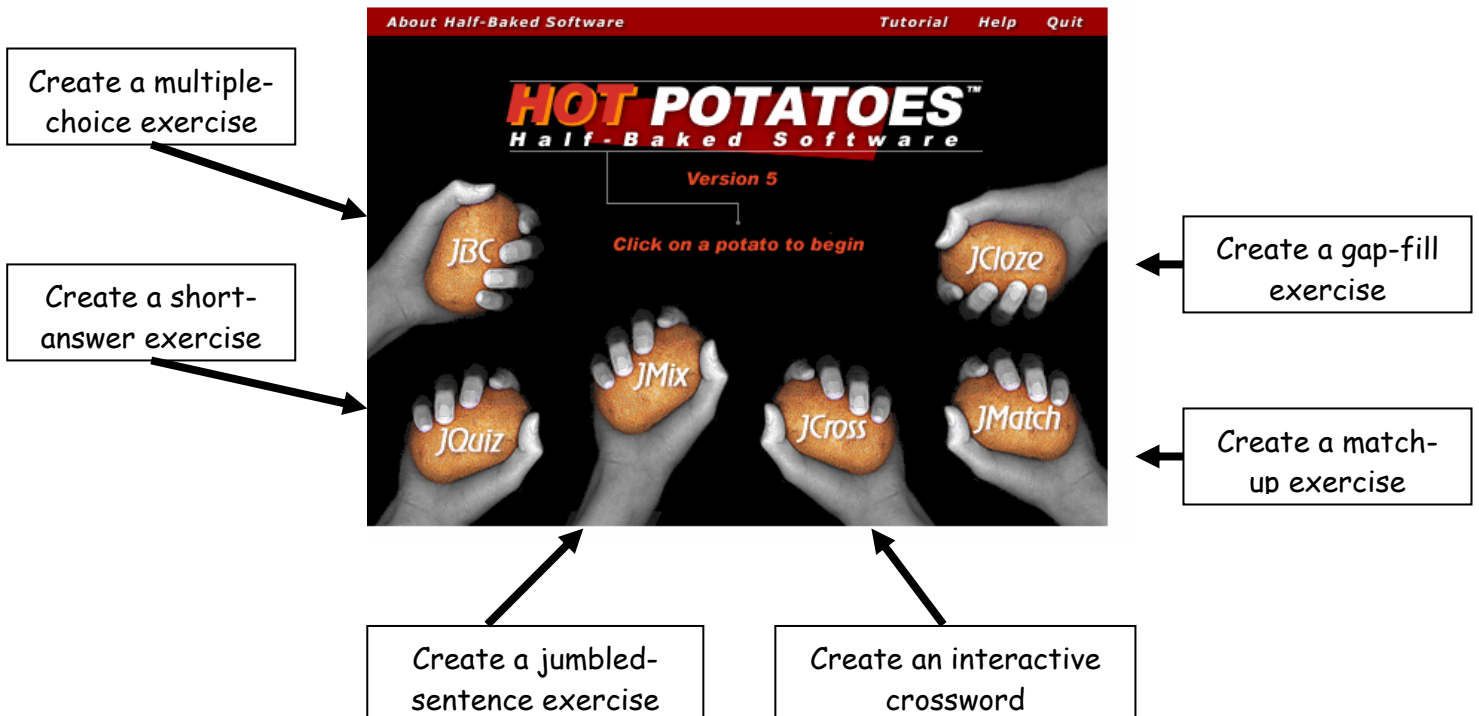 About Half-Baked Software Tutorial Help Quit
HOT POTATOES™
Half-Baked Software
Version 5
Click on a potato to begin
Create a multiple-
choice exercise
JBC
JCloze
Create a gap-fill
exercise
Create a short-
answer exercise
JQuiz
JMix
JCross
JMatch
Create a match-
up exercise
Create a jumbled-
sentence exercise
Create an interactive
crossword